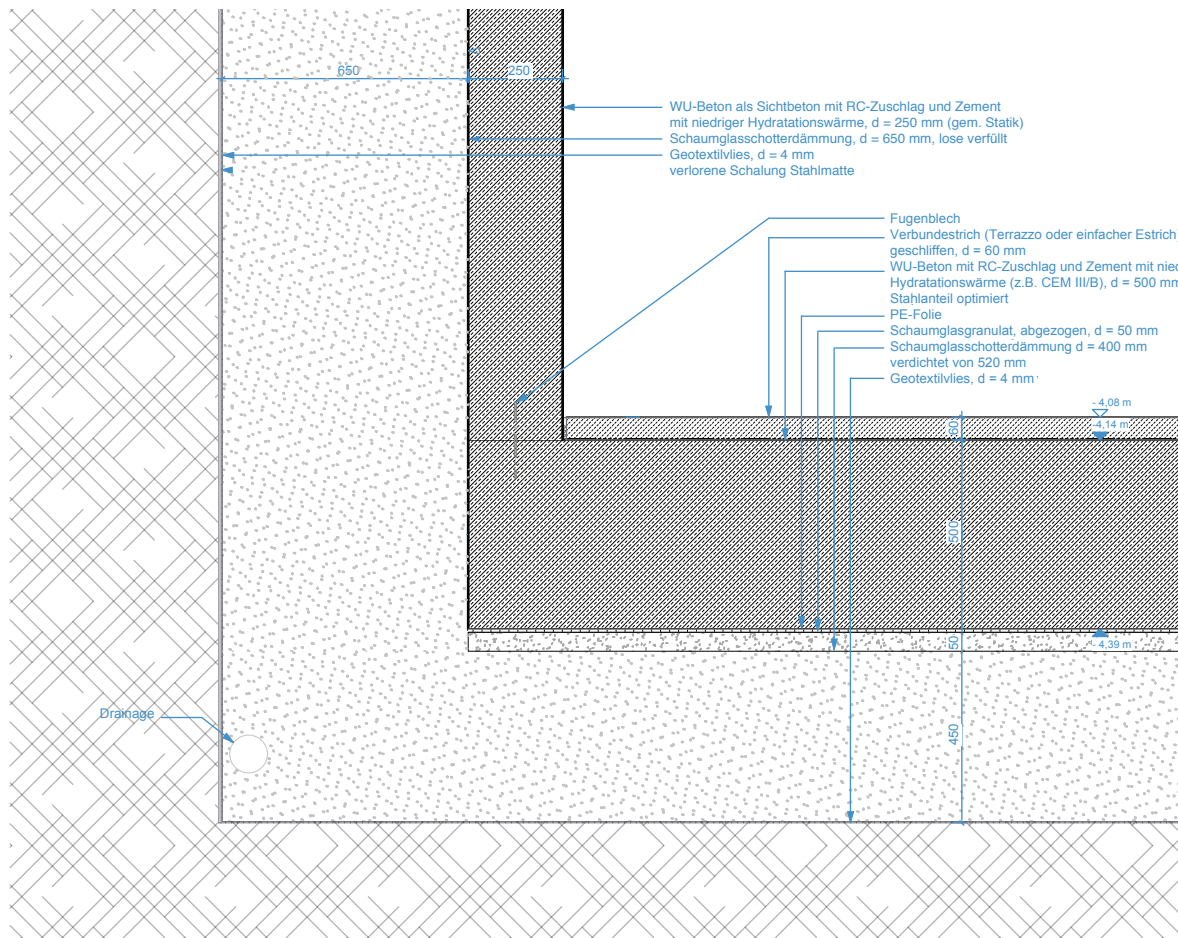 650
250
WU-Beton als Sichtbeton mit RC-Zuschlag und Zement
mit niedriger Hydratationswärme, d = 250 mm (gem. Statik)
Schaumglasschotterdämmung, d = 650 mm, lose verfüllt
Geotextilvlies, d = 4 mm
verlorene Schalung Stahlmatte
Fugenblech
Verbundestrich (Terrazzo oder einfacher Estrich)
geschliffen, d = 60 mm
WU-Beton mit RC-Zuschlag und Zement mit nied
Hydratationswärme (z.B. CEM III/B), d = 500 mm
Stahlanteil optimiert
PE-Folie
Schaumglasgranulat, abgezogen, d = 50 mm
Schaumglasschotterdämmung d = 400 mm
verdichtet von 520 mm
Geotextilvlies, d = 4 mm
- 4,08 m
-4,14 m
60
500
50
- 4,39 m
450
Drainage